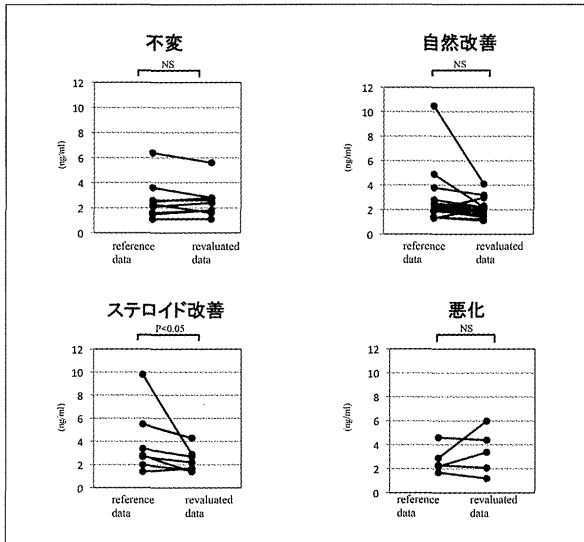 不変
NS
12
10
8
6
4
2
0
(ng/ml)
reference data
revaluated data
自然改善
NS
12
10
8
6
4
2
0
(ng/ml)
reference data
revaluated data
ステロイド改善
P<0.05
12
10
8
6
4
2
0
(ng/ml)
reference data
revaluated data
悪化
NS
12
10
8
6
4
2
0
(ng/ml)
reference data
revaluated data